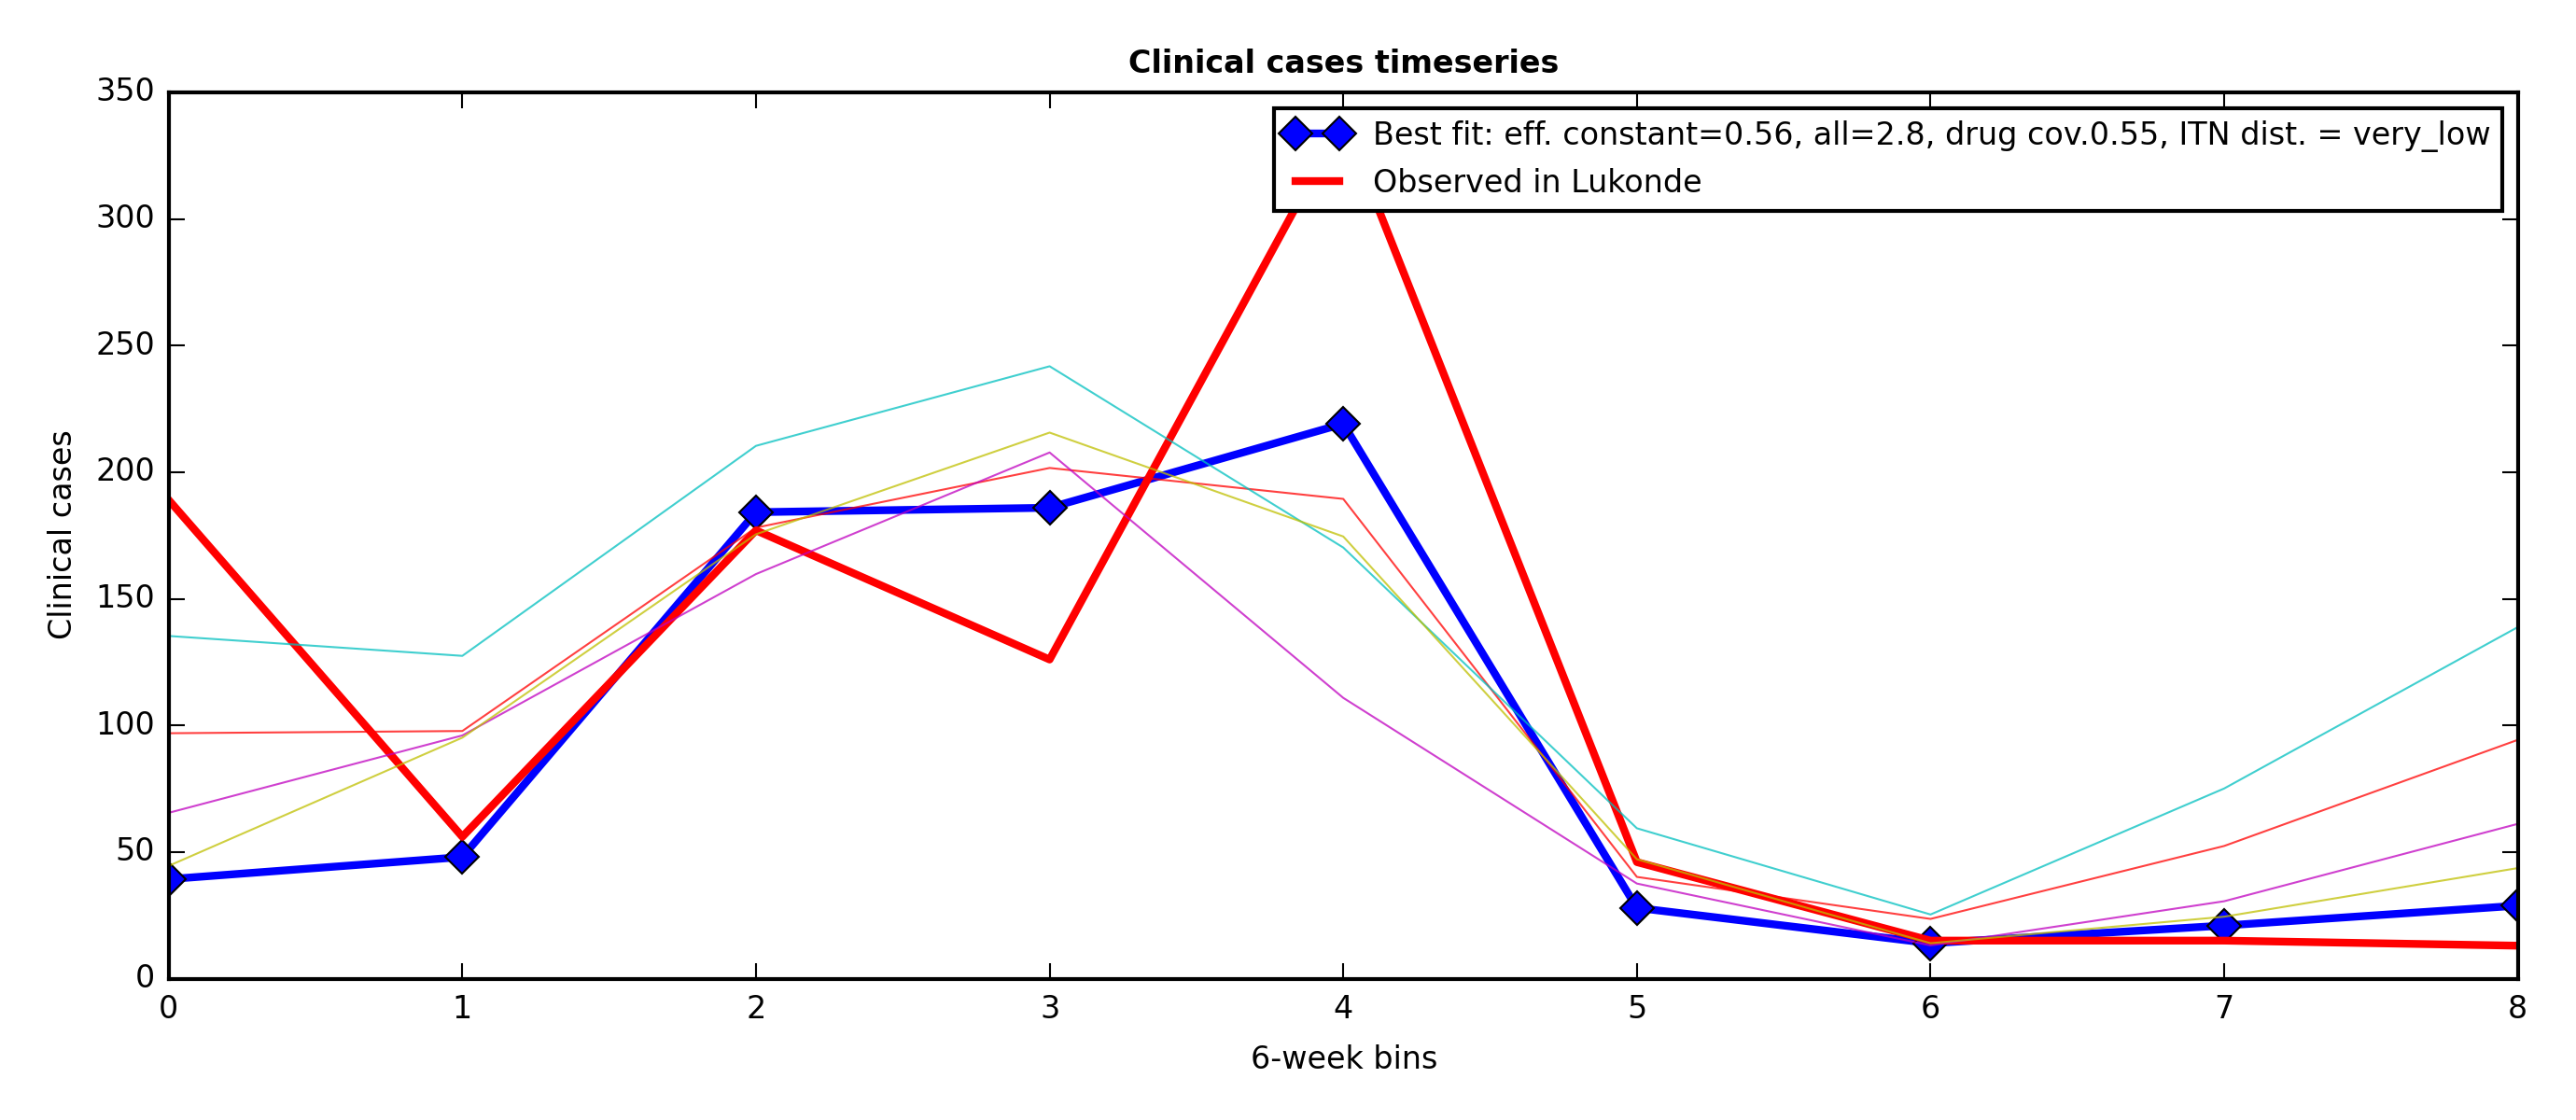 Clinical cases timeseries
Best fit: eff. constant=0.56, all=2.8, drug cov.0.55, ITN dist. = very_low
Observed in Lukonde
Clinical cases
350
300
250
200
150
100
50
0
0 1 2 3 4 5 6 7 8
6-week bins